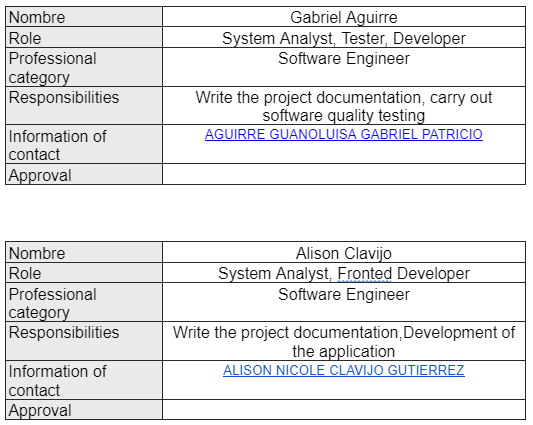 Nombre Gabriel Aguirre
Role System Analyst, Tester, Developer
Professional category Software Engineer
Responsibilities Write the project documentation, carry out
software quality testing
Information of contact AGUIRRE GUANOLUISA GABRIEL PATRICIO
Approval
Nombre Alison Clavijo
Role System Analyst, Fronted Developer
Professional category Software Engineer
Responsibilities Write the project documentation,Development of
the application
Information of contact ALISON NICOLE CLAVIJO GUTIERREZ
Approval